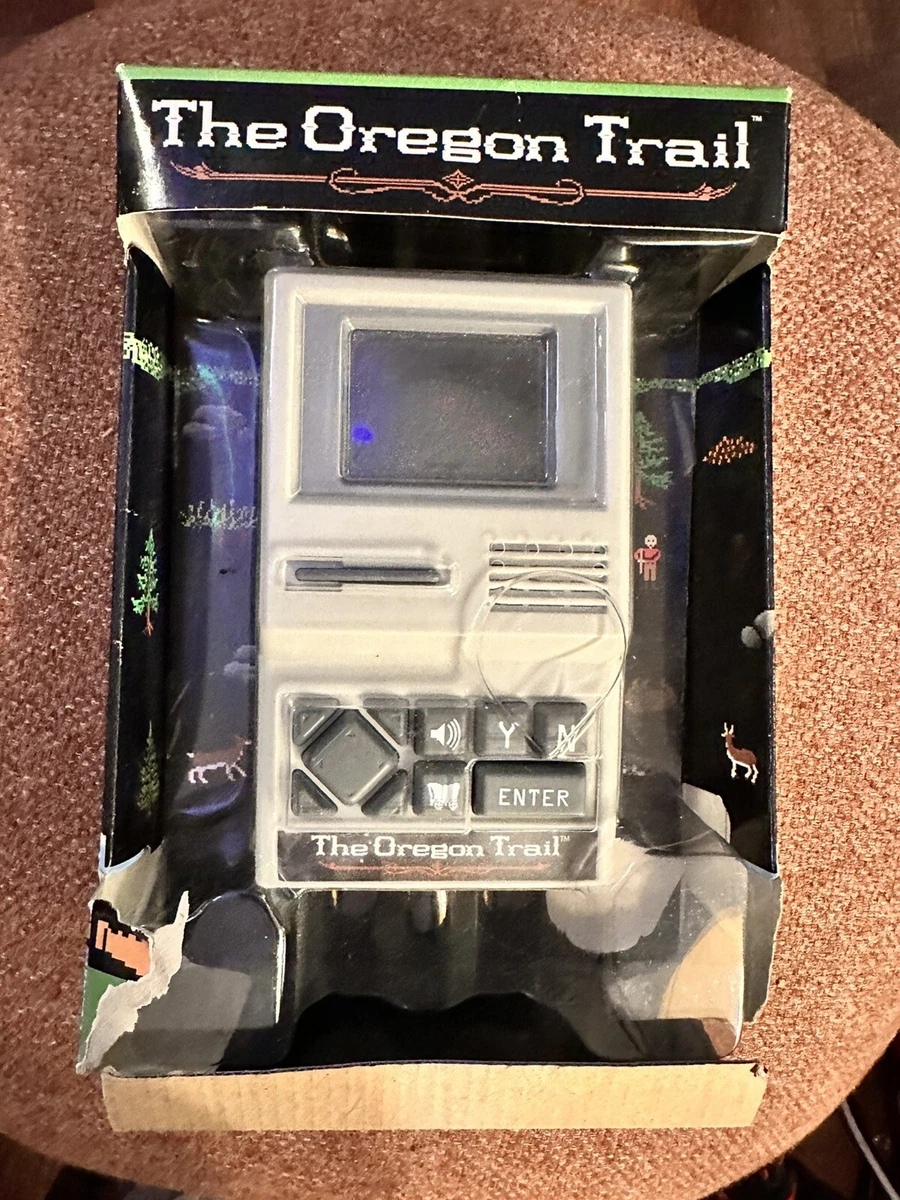 The Oregon Trail™
Y N
ENTER
The Oregon Trail™